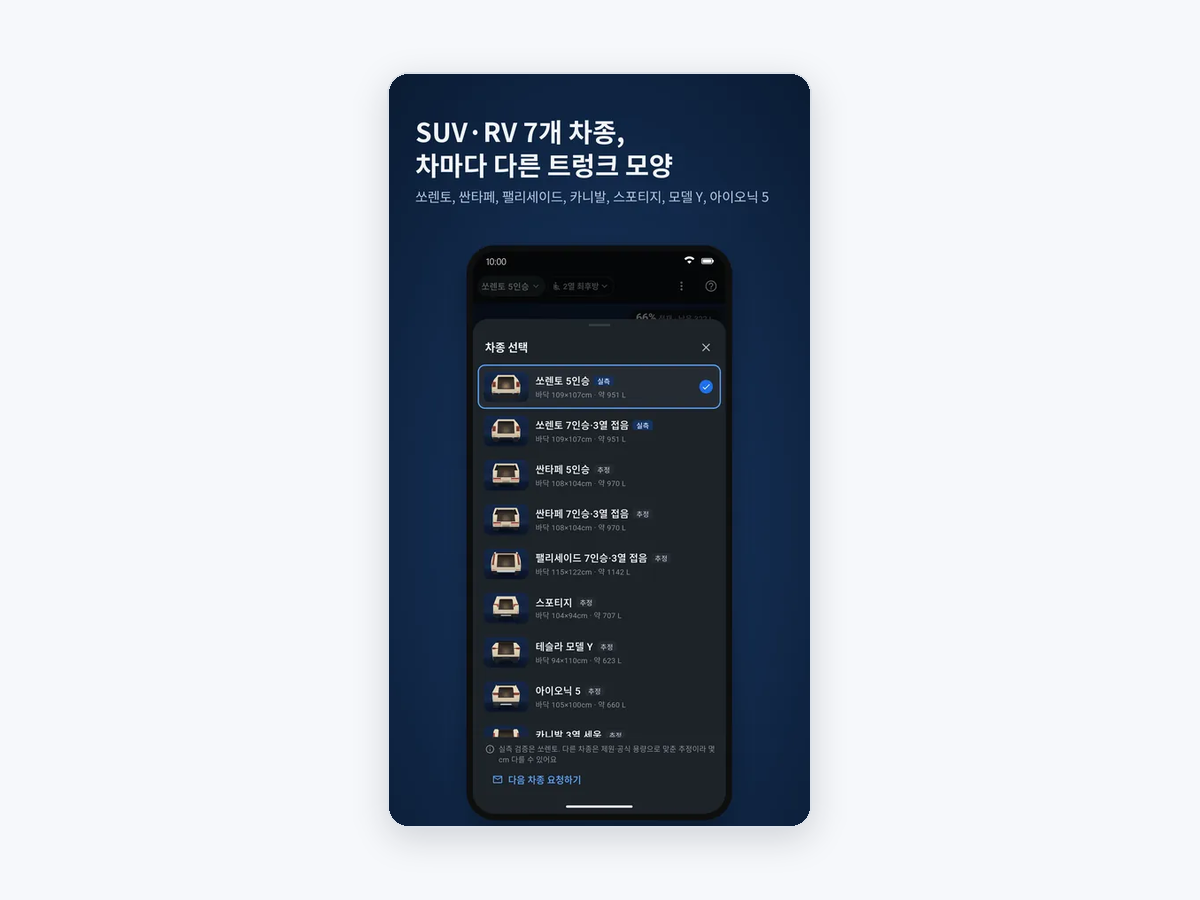 SUV·RV 7개 차종,
차마다 다른 트렁크 모양
쏘렌토, 싼타페, 팰리세이드, 카니발, 스포티지, 모델 Y, 아이오닉 5
10:00
쏘렌토 5인승
2열 최후방
66%
차종 선택
쏘렌토 5인승 실측
바닥 109×107cm · 약 951 L
쏘렌토 7인승·3열 접음 실측
바닥 109×107cm · 약 951 L
싼타페 5인승 추정
바닥 108×104cm · 약 970 L
싼타페 7인승·3열 접음 추정
바닥 108×104cm · 약 970 L
팰리세이드 7인승·3열 접음 추정
바닥 115×122cm · 약 1142 L
스포티지 추정
바닥 104×94cm · 약 707 L
테슬라 모델 Y 추정
바닥 94×110cm · 약 623 L
아이오닉 5 추정
바닥 105×100cm · 약 660 L
카니발 3열 세움 추정
실측 검증은 쏘렌토. 다른 차종은 제원·공식 용량으로 맞춘 추정이라 몇
cm 다를 수 있어요
다음 차종 요청하기